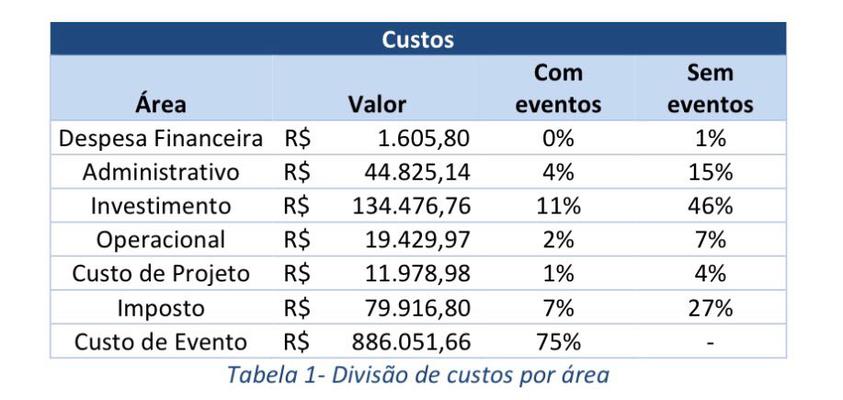 Custos
Área Valor Com eventos Sem eventos
Despesa Financeira R$ 1.605,80 0% 1%
Administrativo R$ 44.825,14 4% 15%
Investimento R$ 134.476,76 11% 46%
Operacional R$ 19.429,97 2% 7%
Custo de Projeto R$ 11.978,98 1% 4%
Imposto R$ 79.916,80 7% 27%
Custo de Evento R$ 886.051,66 75% -
Tabela 1- Divisão de custos por área